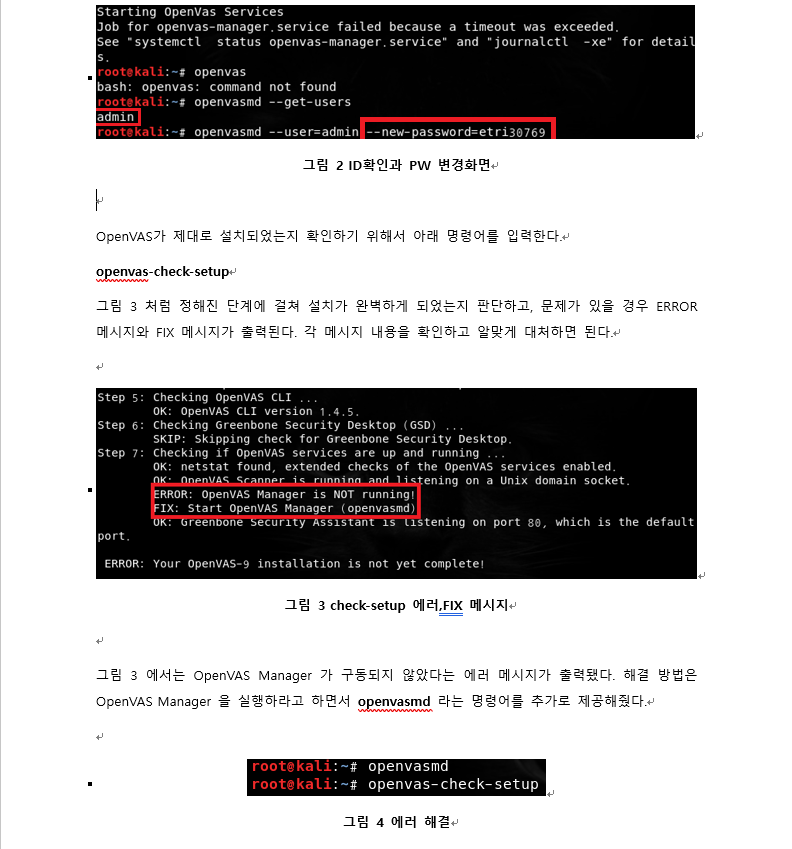 Starting OpenVas Services
Job for openvas-manager.service failed because a timeout was exceeded.
See "systemctl  status openvas-manager.service" and "journalctl  -xe" for detail
s.
root@kali:~# openvas
bash: openvas: command not found
root@kali:~# openvasmd --get-users
admin
root@kali:~# openvasmd --user=admin --new-password=etri30769
그림 2 ID확인과 PW 변경화면
OpenVAS가 제대로 설치되었는지 확인하기 위해서 아래 명령어를 입력한다.
openvas-check-setup
그림 3 처럼 정해진 단계에 걸쳐 설치가 완벽하게 되었는지 판단하고, 문제가 있을 경우 ERROR
메시지와 FIX 메시지가 출력된다. 각 메시지 내용을 확인하고 알맞게 대처하면 된다.
Step 5: Checking OpenVAS CLI ...
OK: OpenVAS CLI version 1.4.5.
Step 6: Checking Greenbone Security Desktop (GSD) ...
SKIP: Skipping check for Greenbone Security Desktop.
Step 7: Checking if OpenVAS services are up and running ...
OK: netstat found, extended checks of the OpenVAS services enabled.
OK: OpenVAS Scanner is running and listening on a Unix domain socket.
ERROR: OpenVAS Manager is NOT running!
FIX: Start OpenVAS Manager (openvasmd)
OK: Greenbone Security Assistant is listening on port 80, which is the default
port.
ERROR: Your OpenVAS-9 installation is not yet complete!
그림 3 check-setup 에러,FIX 메시지
그림 3 에서는 OpenVAS Manager 가 구동되지 않았다는 에러 메시지가 출력됐다. 해결 방법은
OpenVAS Manager 을 실행하라고 하면서 openvasmd 라는 명령어를 추가로 제공해줬다.
root@kali:~# openvasmd
root@kali:~# openvas-check-setup
그림 4 에러 해결